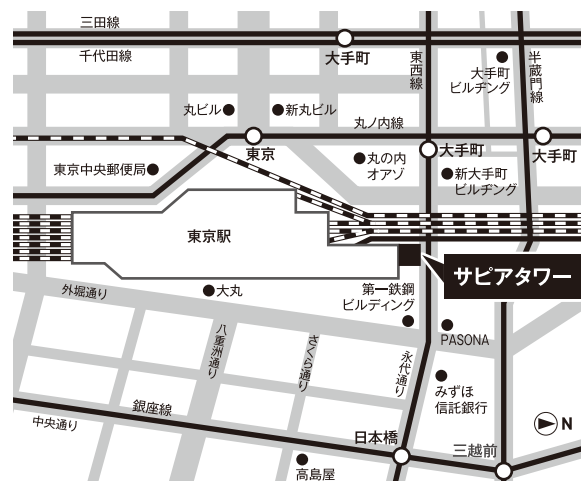 三田線
千代田線
大手町
東西線
大手町
ビルヂング
半蔵門線
丸ビル
新丸ビル
丸ノ内線
東京
大手町
大手町
東京中央郵便局
丸の内
オアゾ
新大手町
ビルヂング
東京駅
サピアタワー
外堀通り
大丸
第一鉄鋼
ビルディング
PASONA
八重洲通り
さくら通り
永代通り
みずほ
信託銀行
銀座線
中央通り
日本橋
三越前
N
高島屋